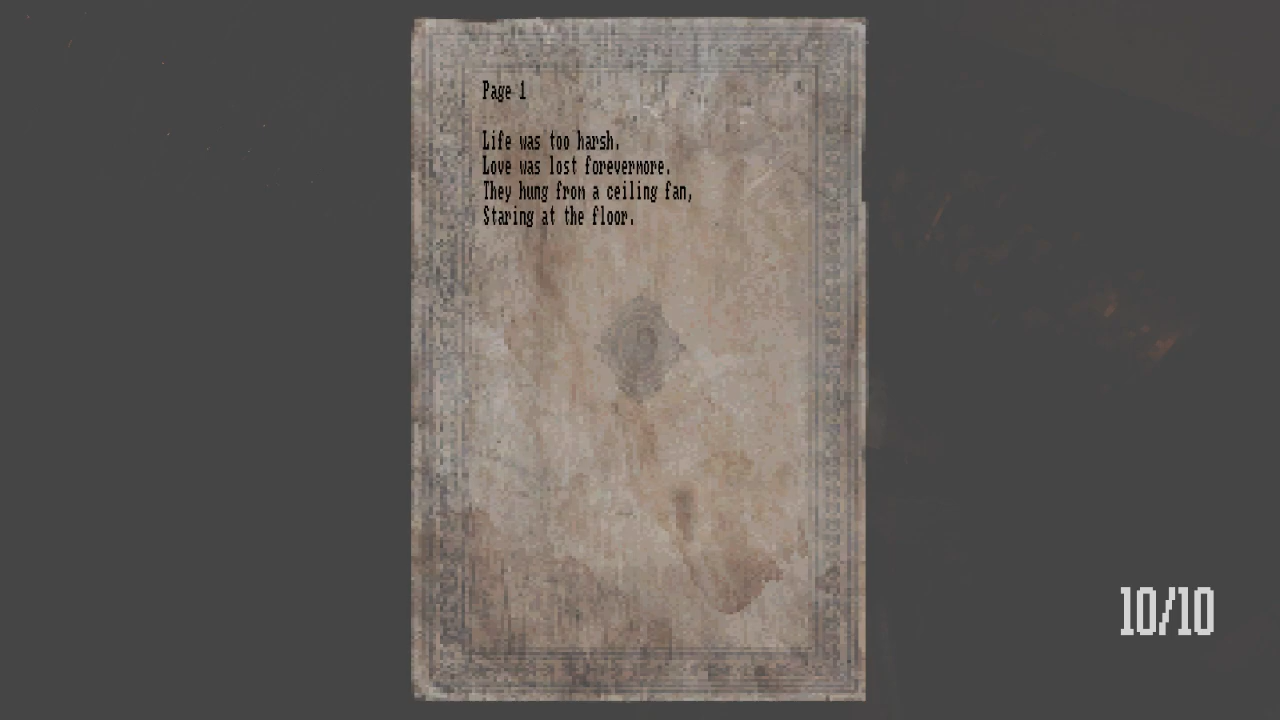 Page 1
Life was too harsh.
Love was lost forevermore.
They hung from a ceiling fan,
Staring at the floor.
10/10